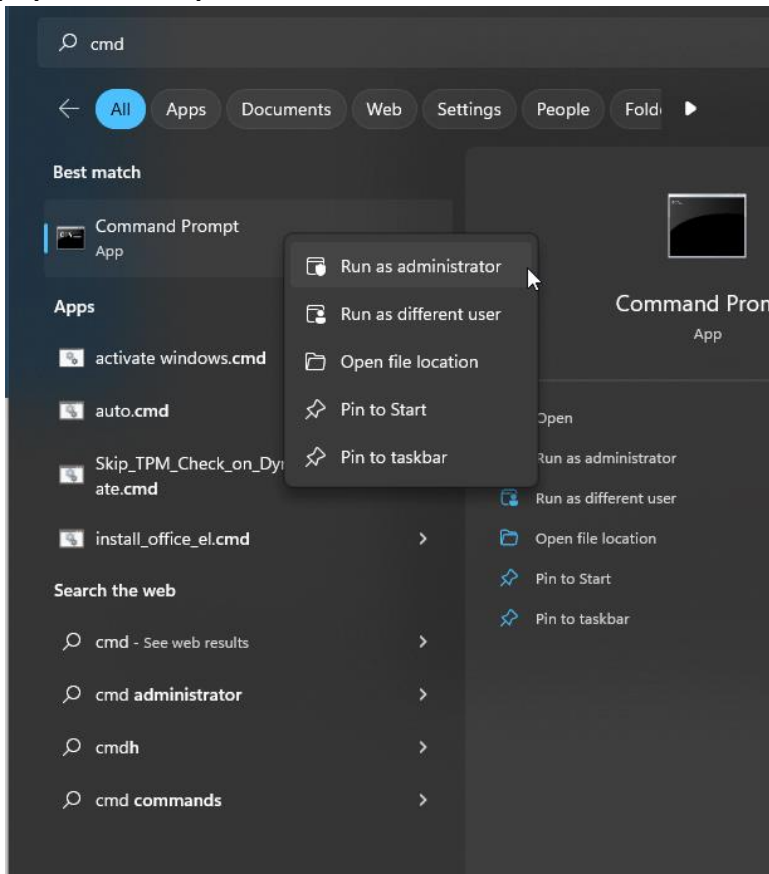 cmd
All Apps Documents Web Settings People
Best match
Command Prompt
App
Run as administrator
Run as different user
Open file location
Pin to Start
Pin to taskbar
Apps
activate windows.cmd
auto.cmd
Skip_TPM_Check_on_Dy
ate.cmd
install_office_el.cmd
Search the web
cmd - See web results
cmd administrator
cmdh
cmd commands
Command Pro
App
Open
Run as administrator
Run as different user
Open file location
Pin to Start
Pin to taskbar